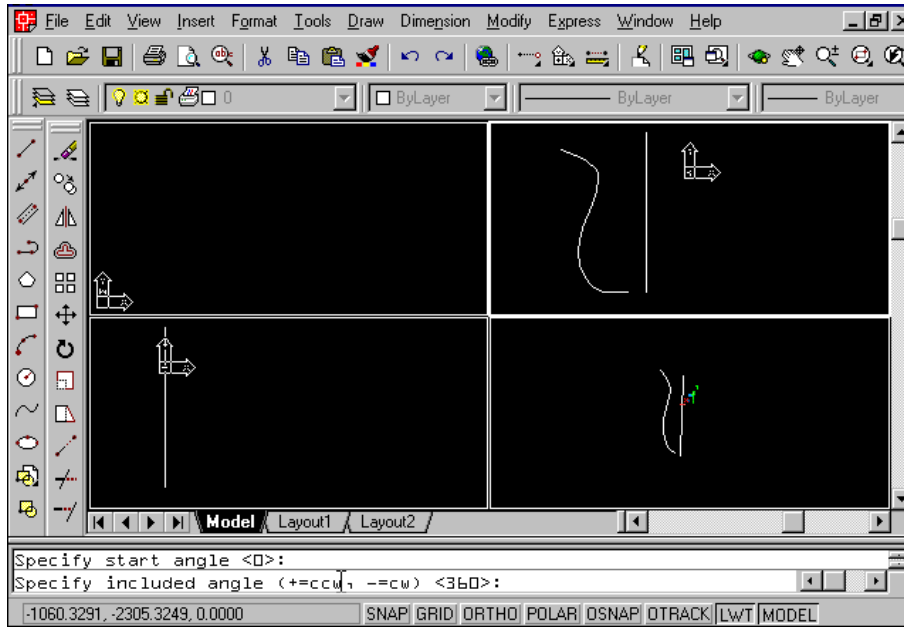 File Edit View Insert Format Tools Draw Dimension Modify Express Window Help
0 ByLayer ByLayer ByLayer
Model Layout1 Layout2
Specify start angle <0>:
Specify included angle (+=ccw, -=cw) <360>:
-1060.3291, -2305.3249, 0.0000 SNAP GRID ORTHO POLAR OSNAP OTRACK LWT MODEL